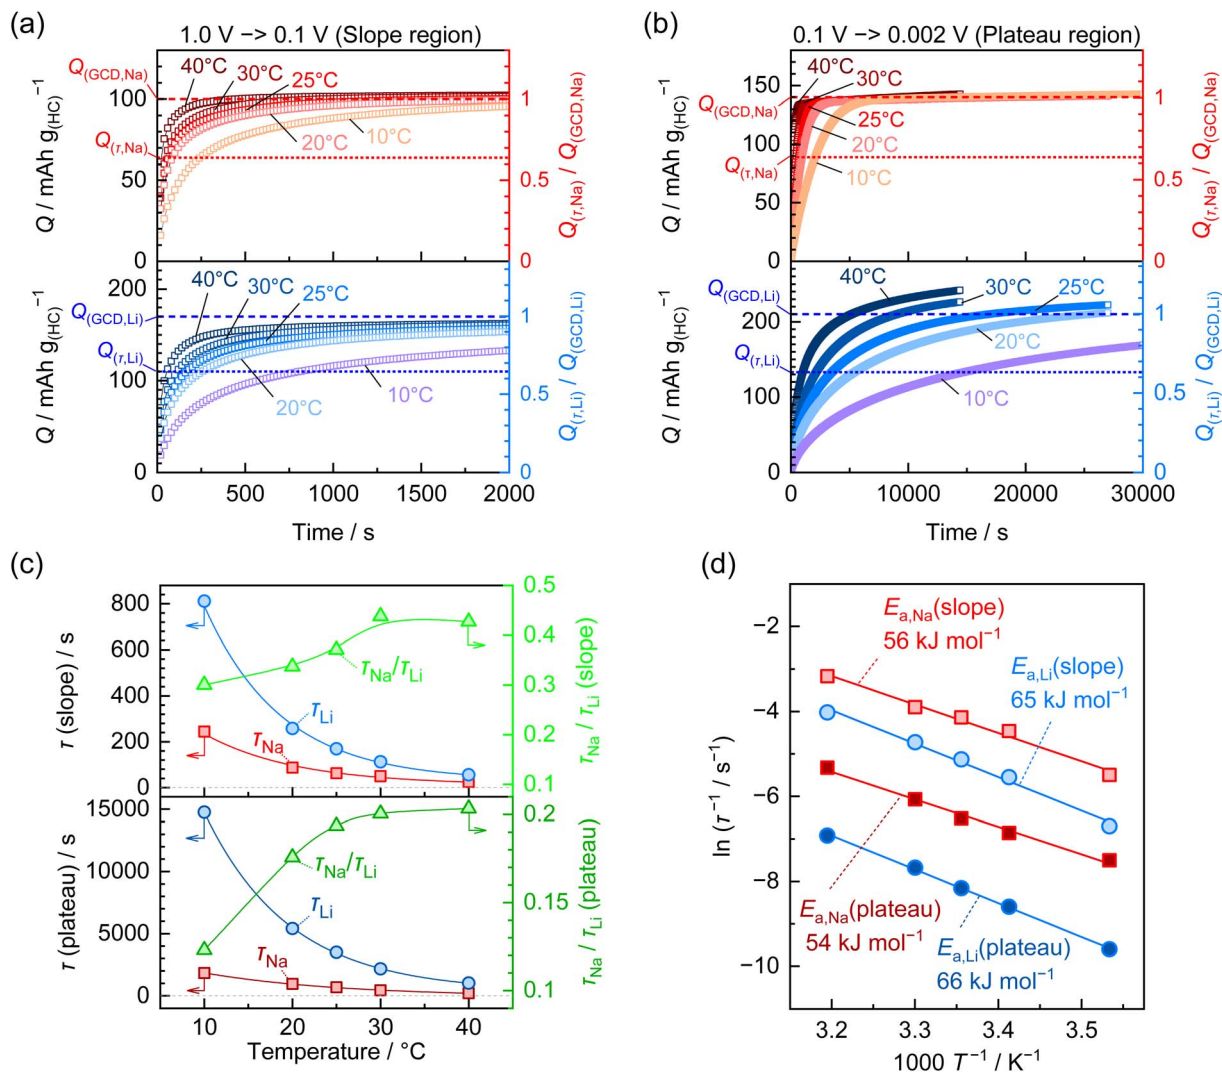 (a)
1.0 V −> 0.1 V (Slope region)
Q(GCD,Na)
Q(τ,Na)
40°C
30°C
25°C
20°C
10°C
100
50
0
Q / mAh g(HC)⁻¹
1
0.5
0
Q(τ,Na) / Q(GCD,Na)
Q(GCD,Li)
Q(τ,Li)
40°C
30°C
25°C
20°C
10°C
200
100
0
Q / mAh g(HC)⁻¹
1
0.5
0
Q(τ,Li) / Q(GCD,Li)
0 500 1000 1500 2000
Time / s
(b)
0.1 V −> 0.002 V (Plateau region)
Q(GCD,Na)
Q(τ,Na)
40°C
30°C
25°C
20°C
10°C
150
100
50
0
Q / mAh g(HC)⁻¹
1
0.5
0
Q(τ,Na) / Q(GCD,Na)
Q(GCD,Li)
Q(τ,Li)
40°C
30°C
25°C
20°C
10°C
200
100
0
Q / mAh g(HC)⁻¹
1
0.5
0
Q(τ,Li) / Q(GCD,Li)
0 10000 20000 30000
Time / s
(c)
800
600
400
200
0
τ (slope) / s
τNa/τLi
τLi
τNa
0.5
0.4
0.3
0.2
0.1
τNa / τLi (slope)
15000
10000
5000
0
τ (plateau) / s
τNa/τLi
τLi
τNa
0.2
0.15
0.1
τNa / τLi (plateau)
10 20 30 40
Temperature / °C
(d)
Ea,Na(slope)
56 kJ mol⁻¹
Ea,Li(slope)
65 kJ mol⁻¹
Ea,Na(plateau)
54 kJ mol⁻¹
Ea,Li(plateau)
66 kJ mol⁻¹
−2
−4
−6
−8
−10
ln (τ⁻¹ / s⁻¹)
3.2 3.3 3.4 3.5
1000 T⁻¹ / K⁻¹